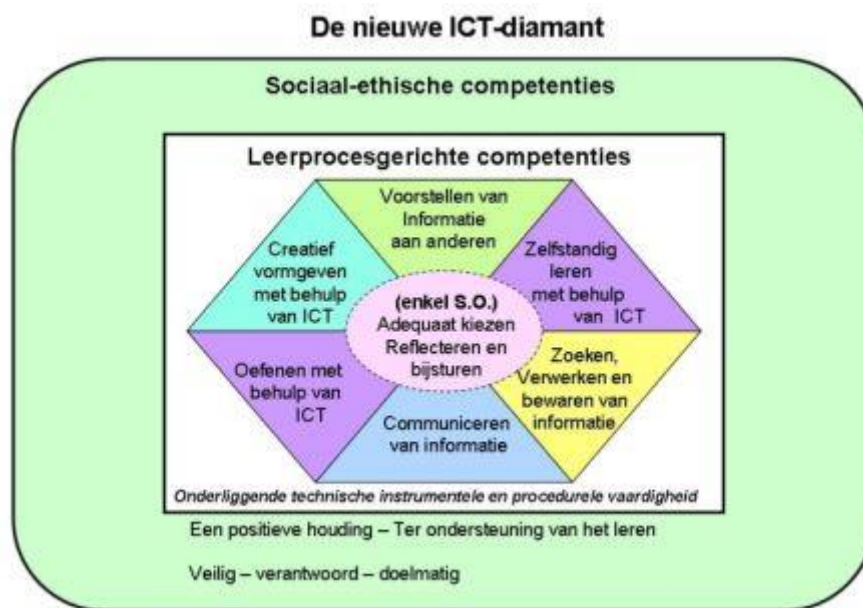 De nieuwe ICT-diamant
Sociaal-ethische competenties
Leerprocesgerichte competenties
Voorstellen van
Informatie
aan anderen
Creatief
vormgeven
met behulp
van ICT
Zelfstandig
leren
met behulp
van ICT
(enkel S.O.)
Adequaat kiezen
Reflecteren en
bijsturen
Oefenen met
behulp van
ICT
Zoeken,
Verwerken en
bewaren van
informatie
Communiceren
van informatie
Onderliggende technische instrumentele en procedurele vaardigheid
Een positieve houding – Ter ondersteuning van het leren
Veilig – verantwoord – doelmatig